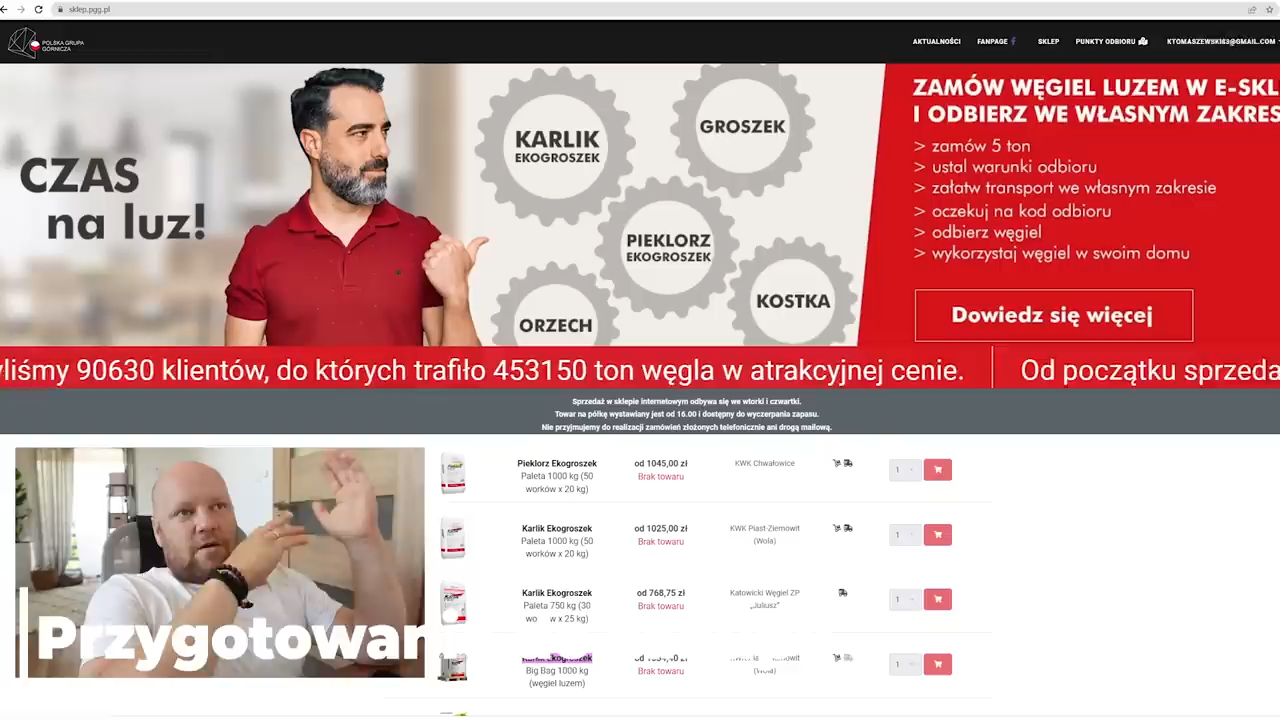 sklep.pgg.pl
POLSKA GRUPA
GÓRNICZA
AKTUALNOŚCI
FANPAGE
SKLEP
PUNKTY ODBIORU
CZAS
na luz!
KARLIK
EKOGROSZEK
GROSZEK
PIEKLORZ
EKOGROSZEK
KOSTKA
ORZECH
ZAMÓW WĘGIEL LUZEM W E-SKL
I ODBIERZ WE WŁASNYM ZAKRES
> zamów 5 ton
> ustal warunki odbioru
> załatw transport we własnym zakresie
> oczekuj na kod odbioru
> odbierz węgiel
> wykorzystaj węgiel w swoim domu
Dowiedz się więcej
yliśmy 90630 klientów, do których trafiło 453150 ton węgla w atrakcyjnej cenie.
Od początku sprzeda
Sprzedaż w sklepie internetowym odbywa się we wtorki i czwartki.
Towar na półkę wystawiany jest od 16.00 i dostępny do wyczerpania zapasu.
Nie przyjmujemy do realizacji zamówień złożonych telefonicznie ani drogą mailową.
Pieklorz Ekogroszek
Paleta 1000 kg (50
worków x 20 kg)
od 1045,00 zł
Brak towaru
KWK Chwałowice
1
Karlik Ekogroszek
Paleta 1000 kg (50
worków x 20 kg)
od 1025,00 zł
Brak towaru
KWK Piast-Ziemowit
(Wola)
1
Karlik Ekogroszek
Paleta 750 kg (30
wo w x 25 kg)
od 768,75 zł
Brak towaru
Katowicki Węgiel ZP
„Juliusz”
1
Big Bag 1000 kg
(węgiel luzem)
Brak towaru
(Wola)
1
Przygotowan